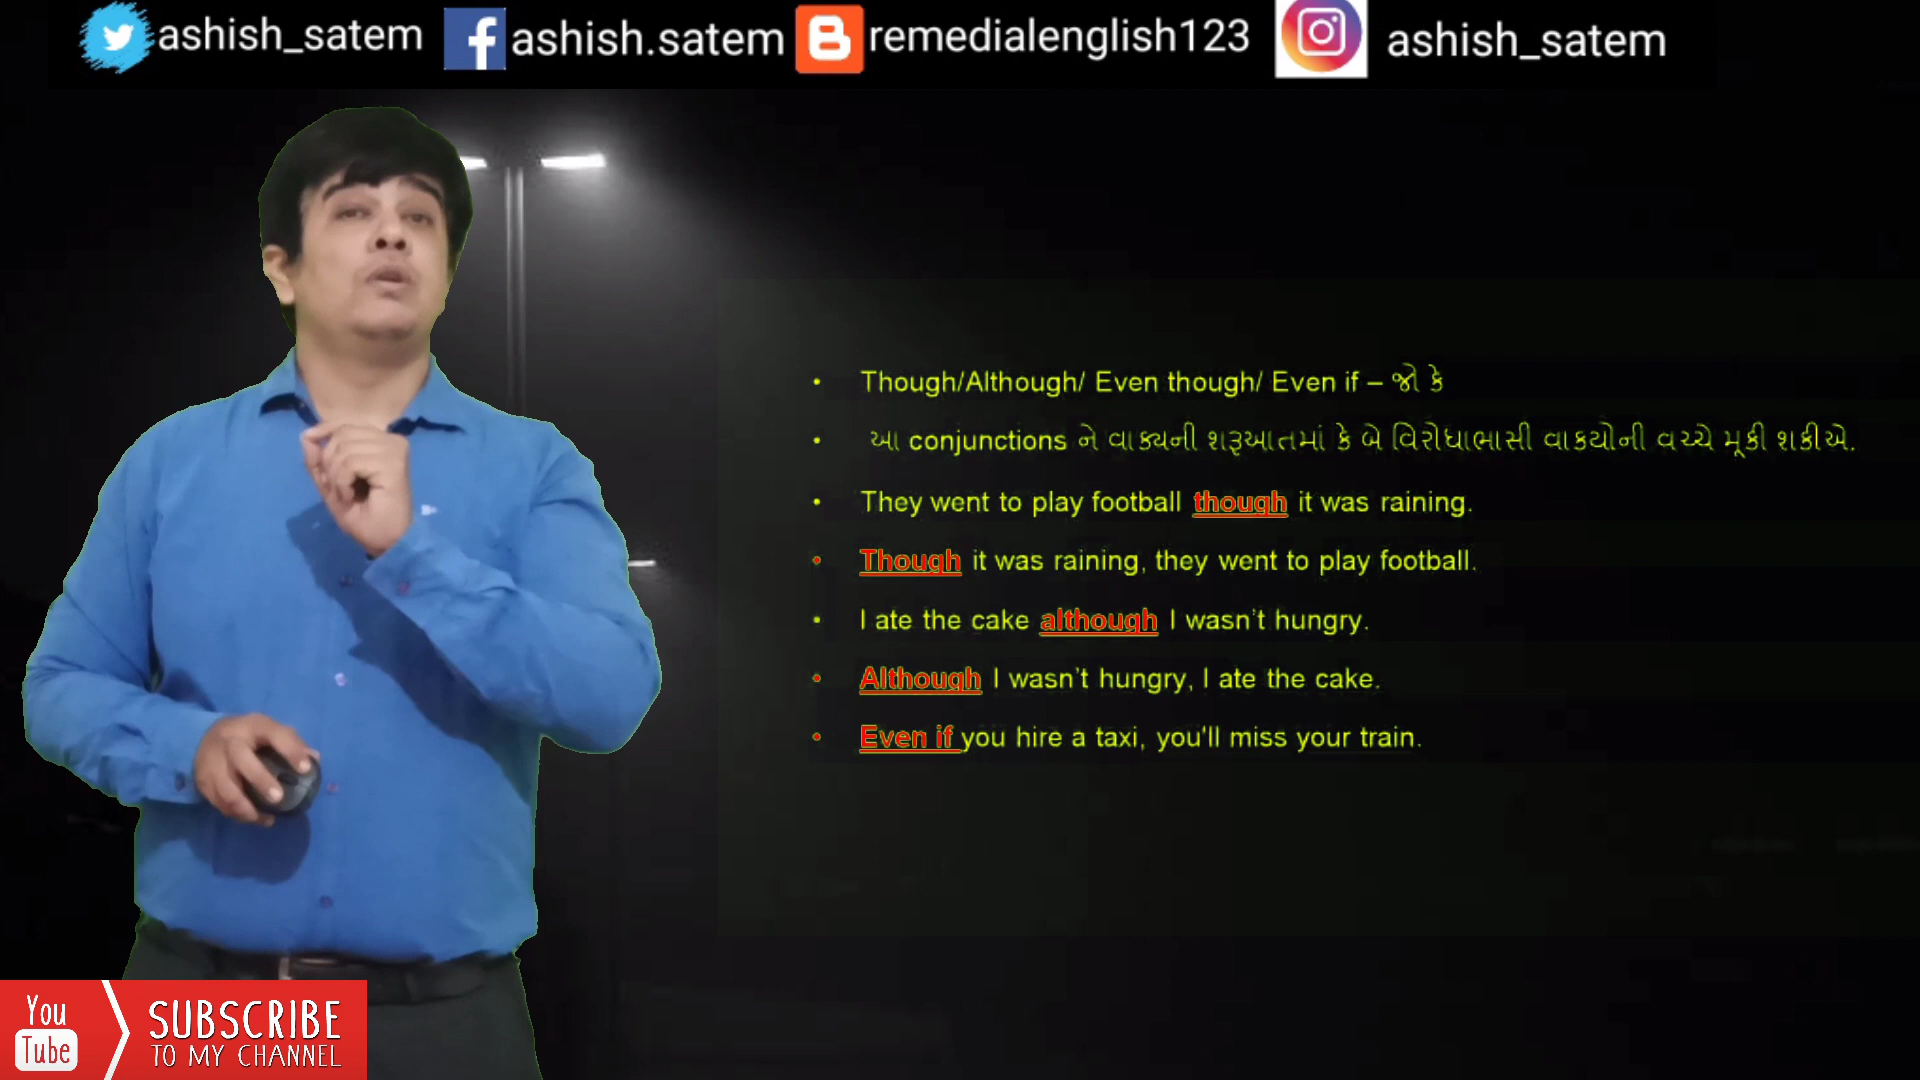 ashish_satem ashish.satem remedialenglish123 ashish_satem
• Though/Although/ Even though/ Even if – જો કે
• આ conjunctions ને વાક્યની શરૂઆતમાં કે બે વિરોધાભાસી વાકયોની વચ્ચે મૂકી શકીએ.
• They went to play football though it was raining.
• Though it was raining, they went to play football.
• I ate the cake although I wasn’t hungry.
• Although I wasn’t hungry, I ate the cake.
• Even if you hire a taxi, you'll miss your train.
You Tube
SUBSCRIBE
TO MY CHANNEL